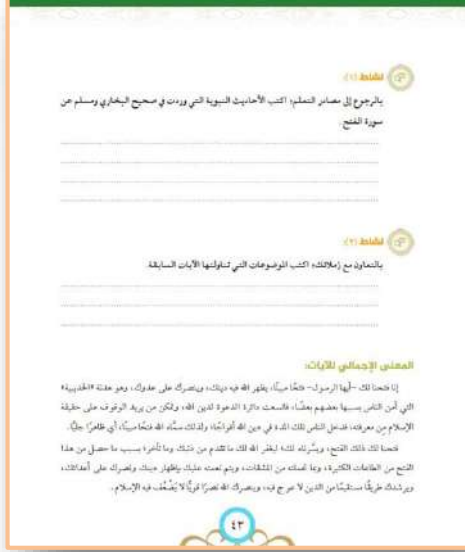 نشاط (١):
بالرجوع إلى مصادر التعلم؛ اكتب الأحاديث النبوية التي وردت في صحيح البخاري ومسلم عن
سورة الفتح.
نشاط (٢):
بالتعاون مع زملائك؛ اكتب الموضوعات التي تناولتها الآيات السابقة.
المعنى الإجمالي للآيات:
إنا فتحنا لك –أيها الرسول– فتحًا مبينًا، يظهر الله فيه دينك، وينصرك على عدوك، وهو هدنة «الحديبية»
التي أمن الناس بسببها بعضهم بعضًا، فاتسعت دائرة الدعوة لدين الله، وتمكن من يريد الوقوف على حقيقة
الإسلام من معرفته، فدخل الناس تلك المدة في دين الله أفواجًا؛ ولذلك سمَّاه الله فتحًا مبينًا، أي ظاهرًا جليًّا.
فتحنا لك ذلك الفتح، ويسَّرناه لك؛ ليغفر الله لك ما تقدم من ذنبك وما تأخر؛ بسبب ما حصل من هذا
الفتح من الطاعات الكثيرة، وبما تحملته من المشقات، ويتم نعمته عليك بإظهار دينك ونصرك على أعدائك،
ويرشدك طريقًا مستقيمًا من الدين لا عوج فيه، وينصرك الله نصرًا قويًّا لا يَضْعُف فيه الإسلام.
٤٣